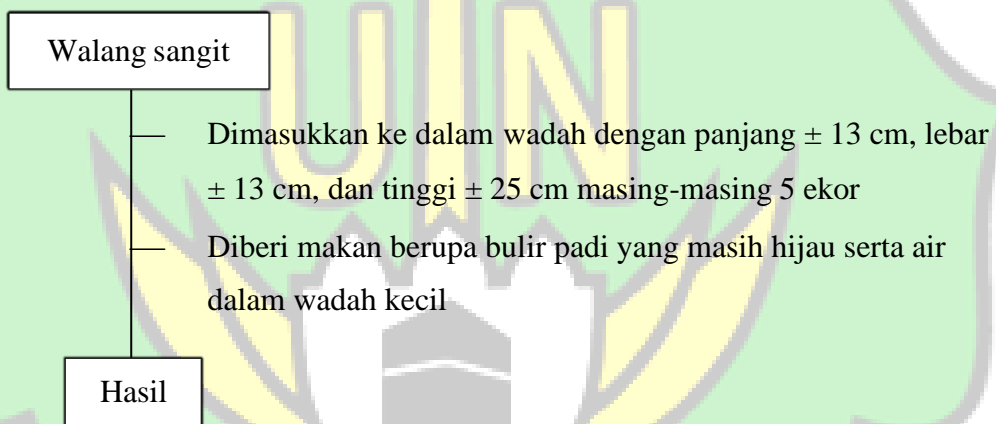 UIN
Walang sangit
Dimasukkan ke dalam wadah dengan panjang ± 13 cm, lebar
± 13 cm, dan tinggi ± 25 cm masing-masing 5 ekor
Diberi makan berupa bulir padi yang masih hijau serta air
dalam wadah kecil
Hasil